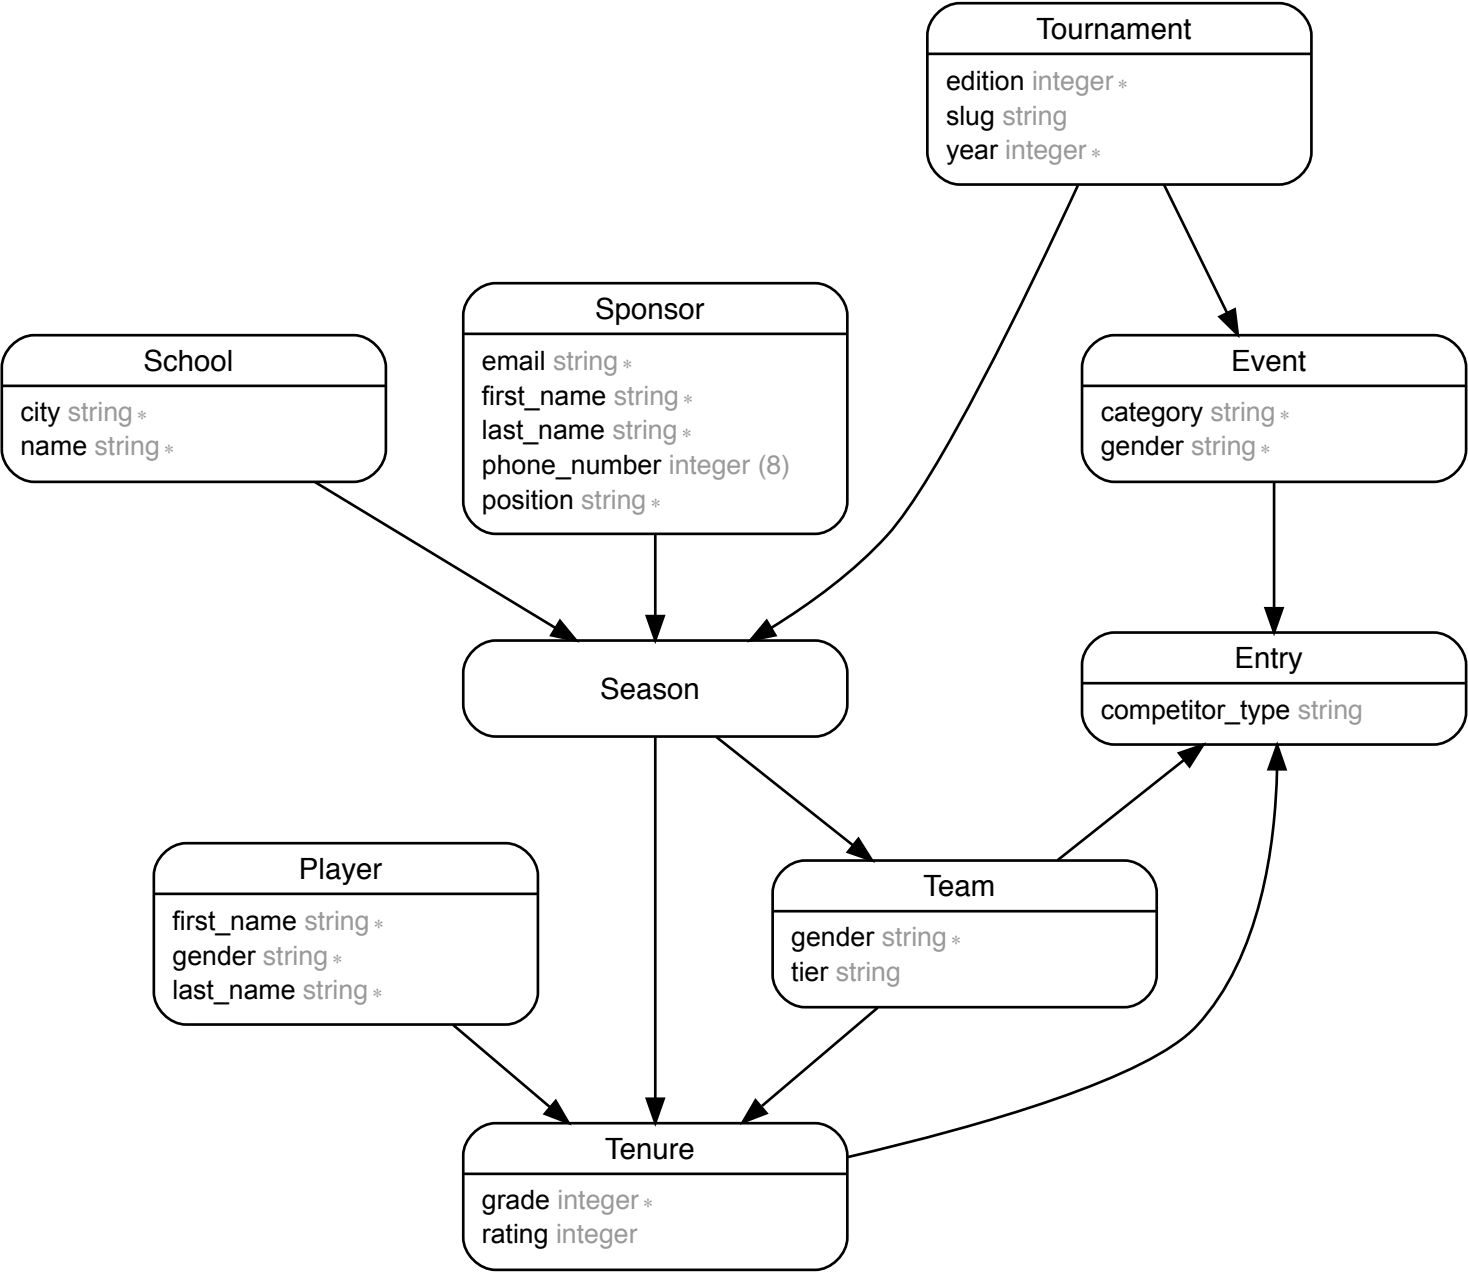 Tournament
edition integer *
slug string
year integer *
Sponsor
email string *
first_name string *
last_name string *
phone_number integer (8)
position string *
School
city string *
name string *
Event
category string *
gender string *
Season
Entry
competitor_type string
Player
first_name string *
gender string *
last_name string *
Team
gender string *
tier string
Tenure
grade integer *
rating integer